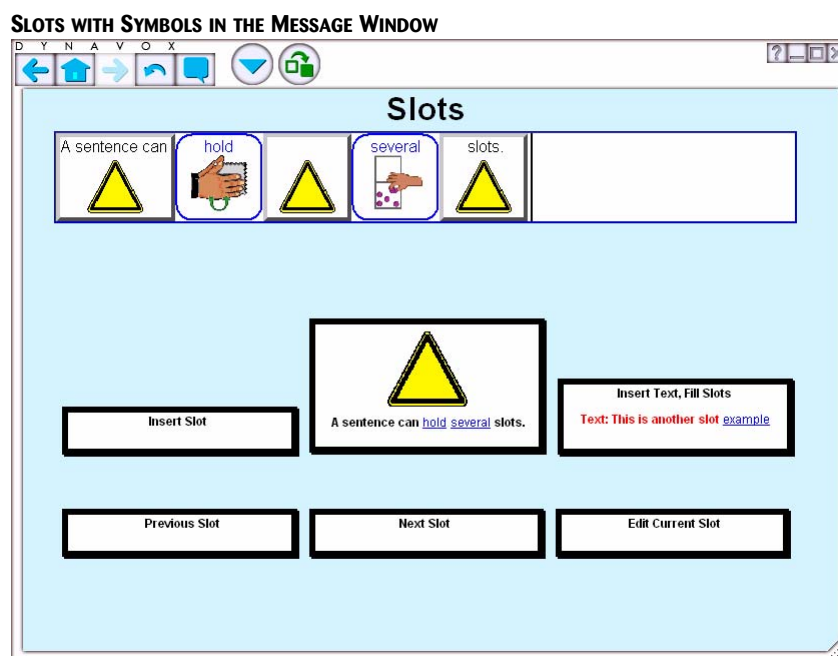 SLOTS WITH SYMBOLS IN THE MESSAGE WINDOW
DYNAVOX
?
Slots
A sentence can hold several slots.
Insert Slot
A sentence can hold several slots.
Insert Text, Fill Slots
Text: This is another slot example
Previous Slot Next Slot Edit Current Slot